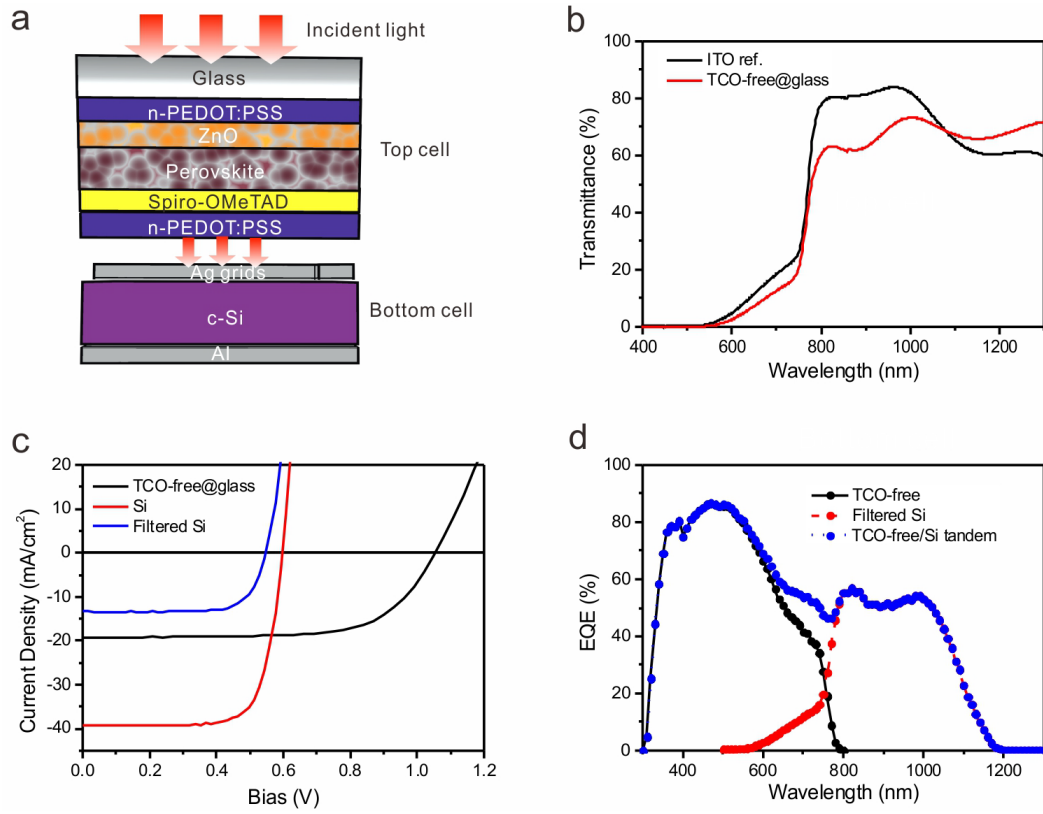 a
Incident light
Glass
n-PEDOT:PSS
ZnO
Perovskite
Spiro-OMeTAD
n-PEDOT:PSS
Top cell
Ag grids
c-Si
Al
Bottom cell
b
ITO ref.
TCO-free@glass
Transmittance (%)
100
80
60
40
20
0
400 600 800 1000 1200
Wavelength (nm)
c
TCO-free@glass
Si
Filtered Si
Current Density (mA/cm²)
20
10
0
-10
-20
-30
-40
0.0 0.2 0.4 0.6 0.8 1.0 1.2
Bias (V)
d
TCO-free
Filtered Si
TCO-free/Si tandem
EQE (%)
100
80
60
40
20
0
400 600 800 1000 1200
Wavelength (nm)